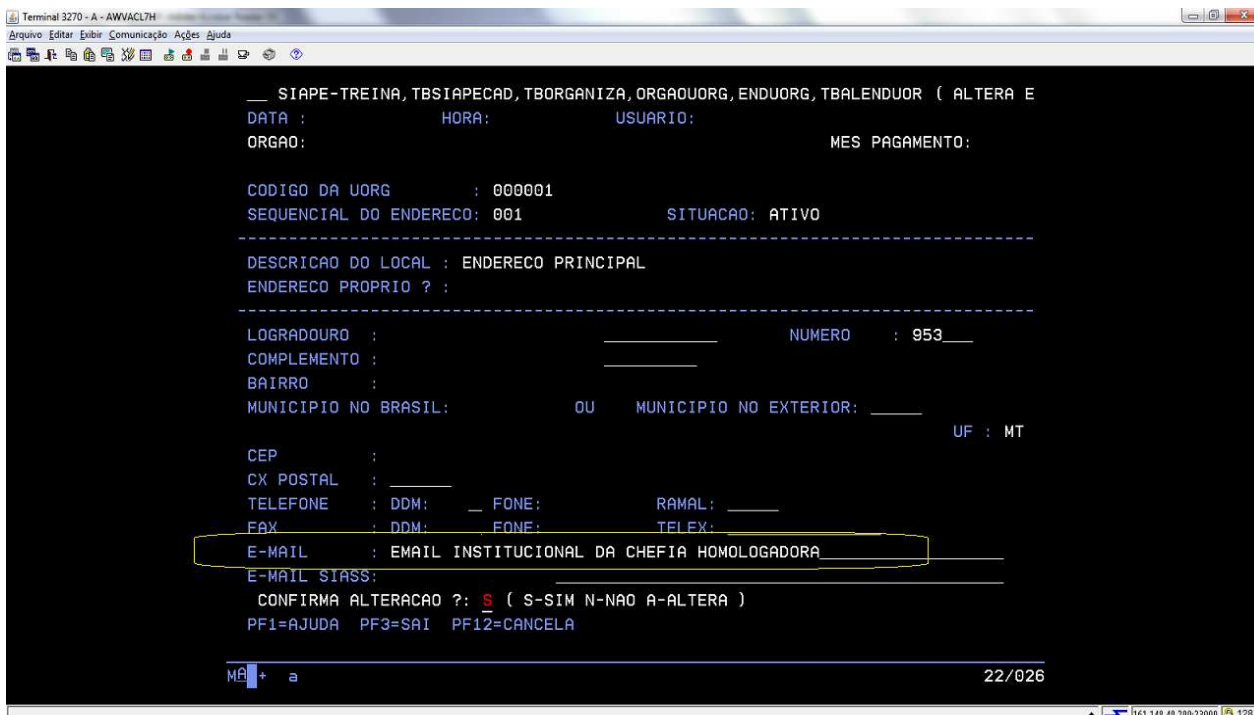 Terminal 3270 - A - AWVACL7H
Arquivo Editar Exibir Comunicação Ações Ajuda
__ SIAPE-TREINA,TBSIAPECAD,TBORGANIZA,ORGAOUORG,ENDUORG,TBALENDUOR ( ALTERA E
DATA : HORA: USUARIO:
ORGAO: MES PAGAMENTO:
CODIGO DA UORG : 000001
SEQUENCIAL DO ENDERECO: 001 SITUACAO: ATIVO
DESCRICAO DO LOCAL : ENDERECO PRINCIPAL
ENDERECO PROPRIO ? :
LOGRADOURO : NUMERO : 953___
COMPLEMENTO :
BAIRRO :
MUNICIPIO NO BRASIL: OU MUNICIPIO NO EXTERIOR: _____
UF : MT
CEP :
CX POSTAL : ______
TELEFONE : DDM: _ FONE: RAMAL: _____
FAX : DDM: FONE: TELEX:
E-MAIL : EMAIL INSTITUCIONAL DA CHEFIA HOMOLOGADORA
E-MAIL SIASS:
CONFIRMA ALTERACAO ?: S ( S-SIM N-NAO A-ALTERA )
PF1=AJUDA PF3=SAI PF12=CANCELA
MA + a 22/026
128